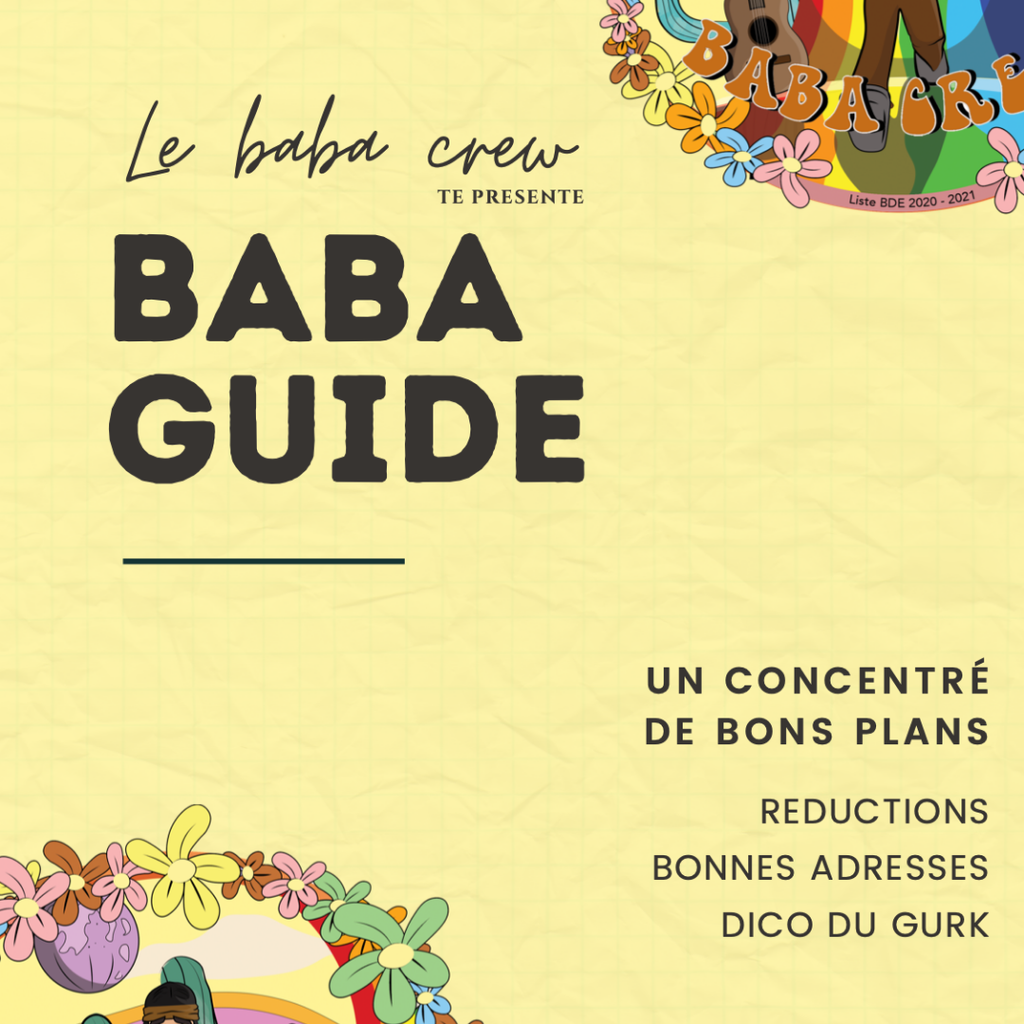 BABA CRE
Liste BDE 2020 - 2021
Le baba crew
TE PRESENTE
BABA
GUIDE
UN CONCENTRÉ
DE BONS PLANS
REDUCTIONS
BONNES ADRESSES
DICO DU GURK